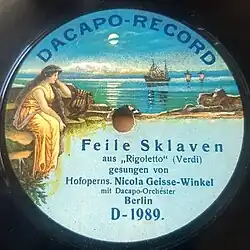 DACAPO-RECORD
Feile Sklaven
aus „Rigoletto" (Verdi)
gesungen von
Hofoperns. Nicola Geisse-Winkel
mit Dacapo-Orchester
Berlin
D-1989.